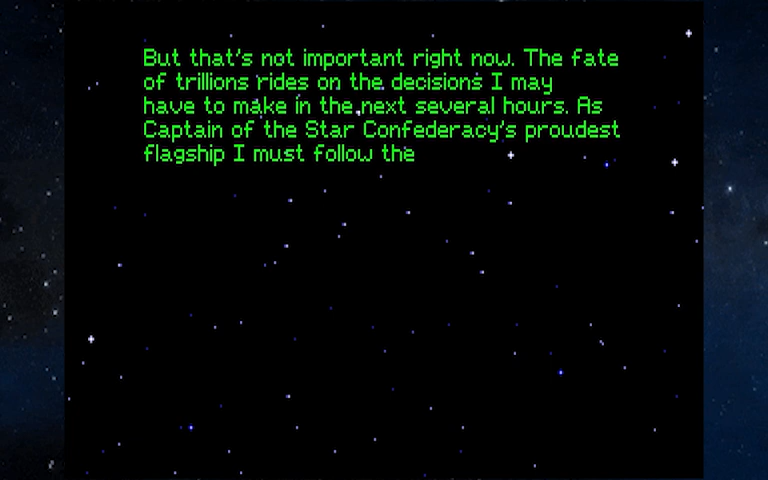 But that's not important right now. The fate
of trillions rides on the decisions I may
have to make in the next several hours. As
Captain of the Star Confederacy's proudest
flagship I must follow the